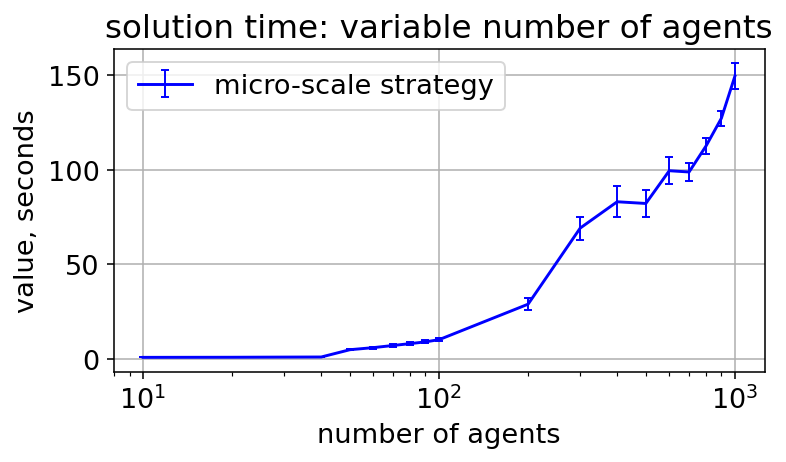 solution time: variable number of agents
micro-scale strategy
value, seconds
150
100
50
0
10¹ 10² 10³
number of agents